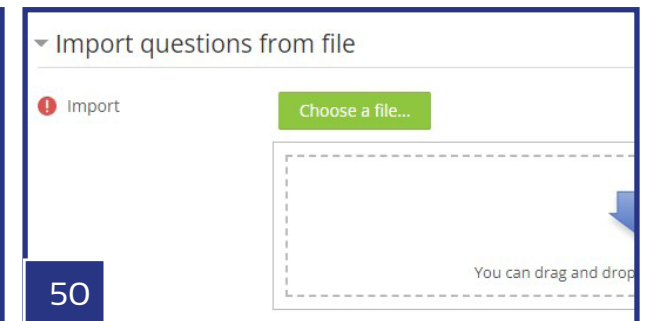 Import questions from file
! Import
Choose a file...
You can drag and drop
50